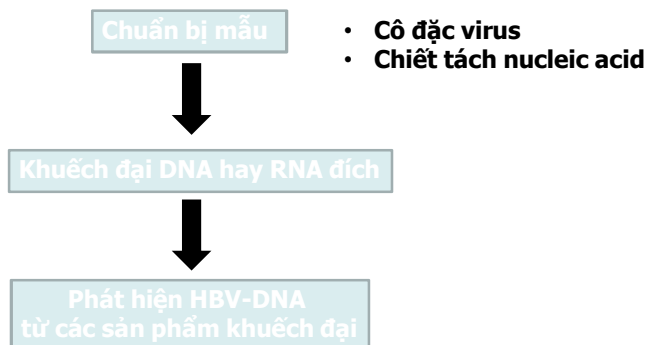 Chuẩn bị mẫu
• Cô đặc virus
• Chiết tách nucleic acid
Khuếch đại DNA hay RNA đích
Phát hiện HBV-DNA
từ các sản phẩm khuếch đại